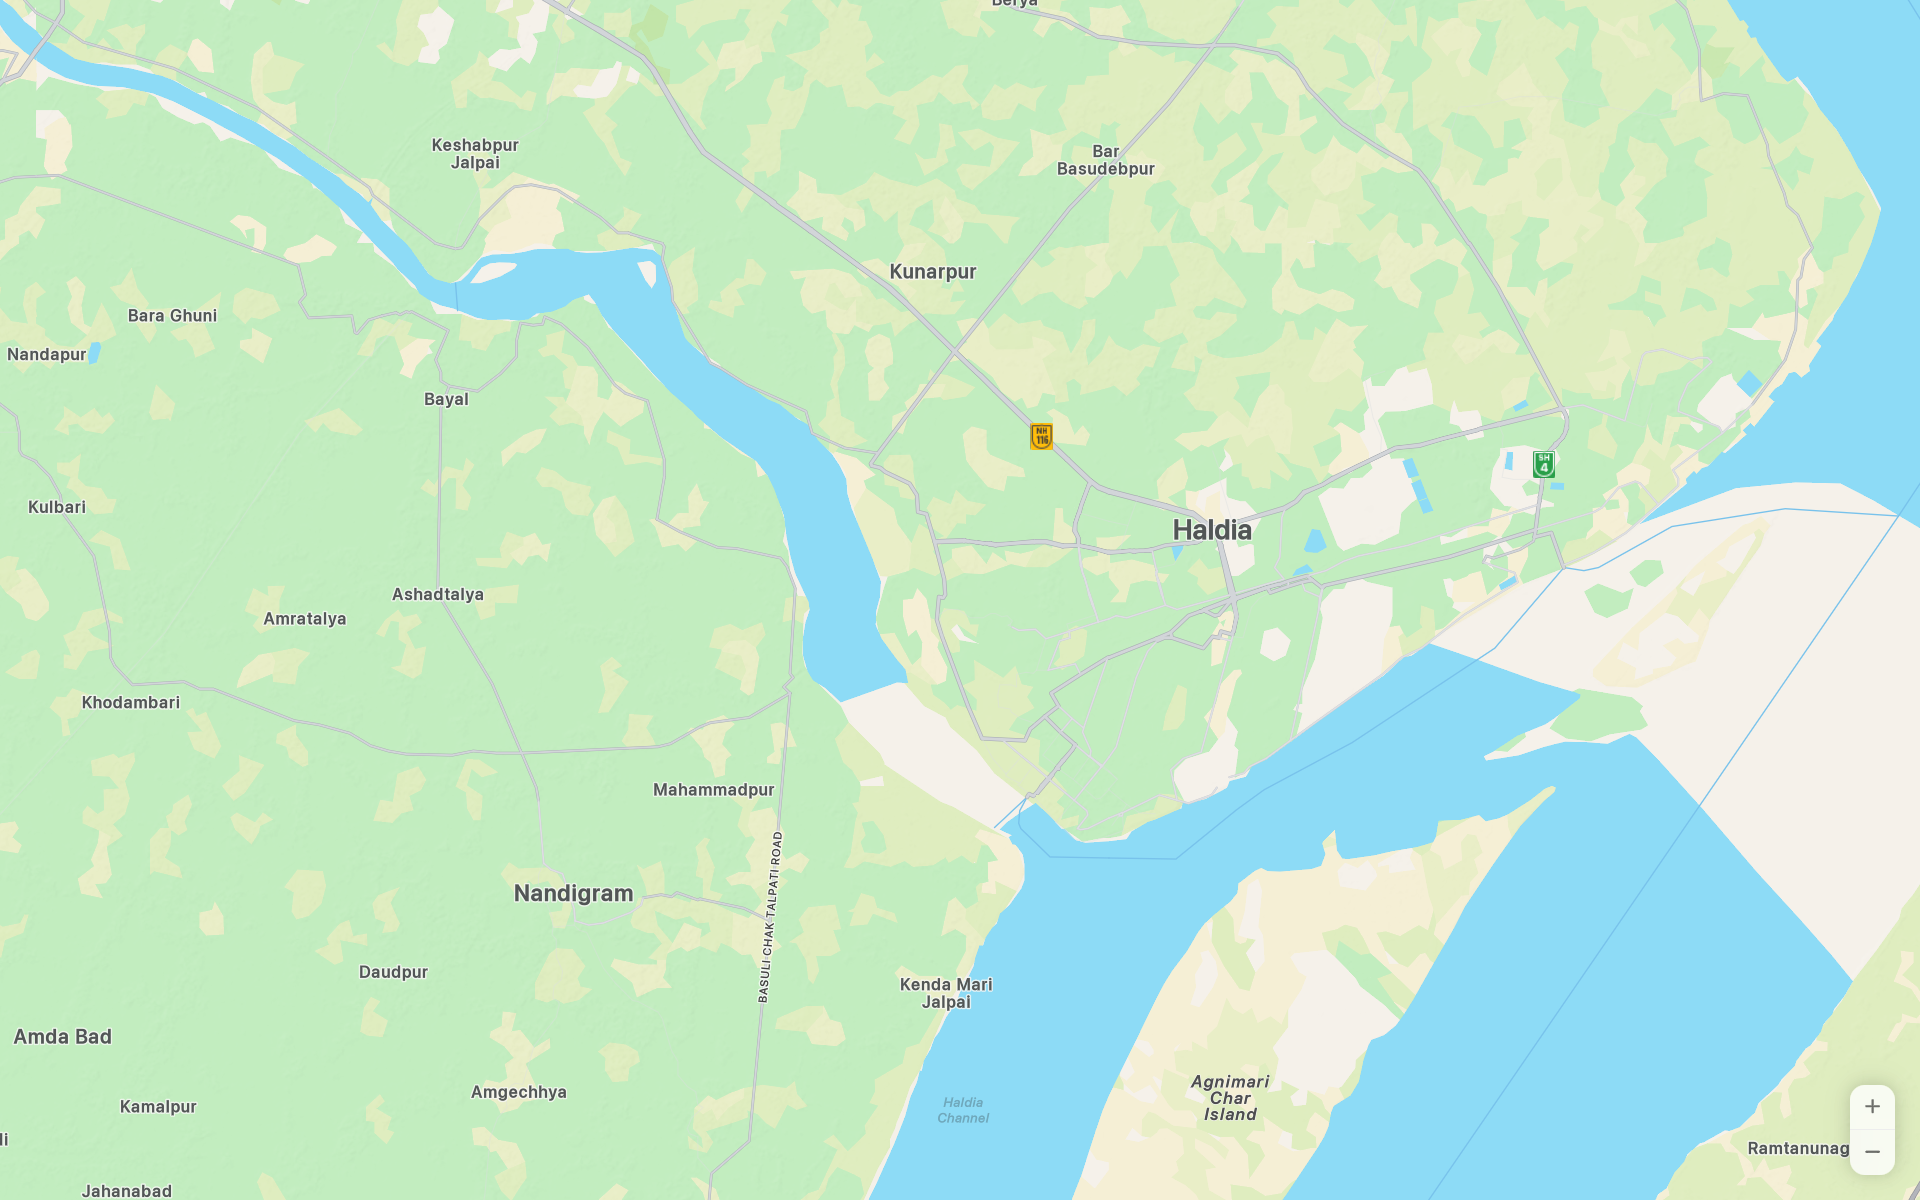 Berya
Keshabpur
Jalpai
Bar
Basudebpur
Kunarpur
Bara Ghuni
Nandapur
Bayal
NH
116
SH
4
Kulbari
Haldia
Ashadtalya
Amratalya
Khodambari
Mahammadpur
BASULI CHAK TALPATI ROAD
Nandigram
Daudpur
Kenda Mari
Jalpai
Amda Bad
Agnimari
Char
Island
Amgechhya
Haldia
Channel
Kamalpur
li
Ramtanunag
Jahanabad
+
−